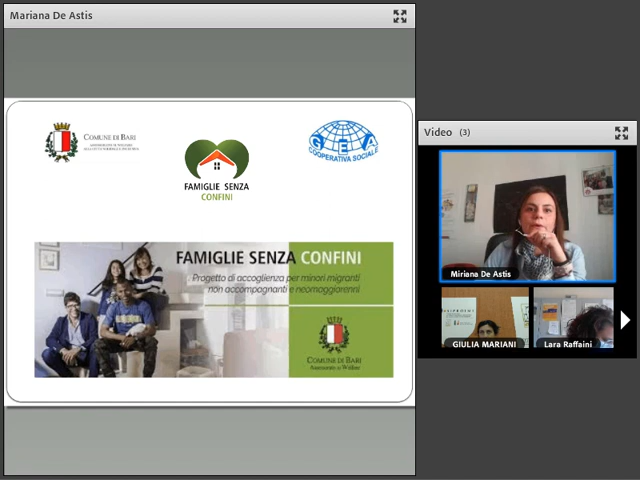 Mariana De Astis
COMUNE DI BARI
FAMIGLIE SENZA
CONFINI
GEA
COOPERATIVA SOCIALE
FAMIGLIE SENZA CONFINI
Progetto di accoglienza per minori migranti
non accompagnanti e neomaggiorenni
COMUNE DI BARI
Assessorato al Welfare
Video (3)
Miriana De Astis
GIULIA MARIANI
Lara Raffaini